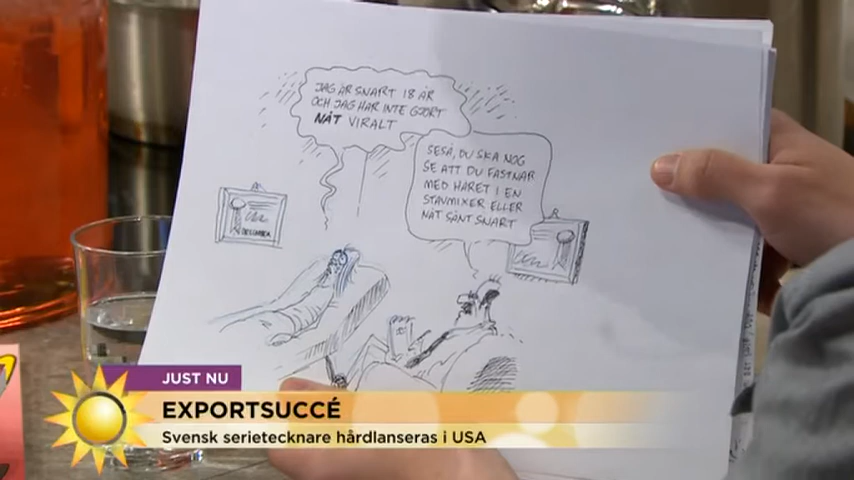 JAG ÄR SNART 18 ÅR
OCH JAG HAR INTE GJORT
NÅT VIRALT
SESÅ, DU SKA NOG
SE ATT DU FASTNAR
MED HÅRET I EN
STAVMIXER ELLER
NÅT SÅNT SNART
JUST NU
EXPORTSUCCÉ
Svensk serietecknare hårdlanseras i USA